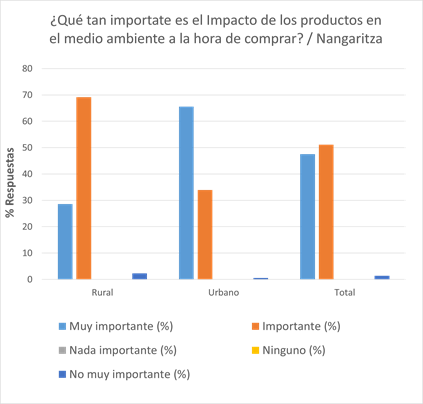 ¿Qué tan importate es el Impacto de los productos en
el medio ambiente a la hora de comprar? / Nangaritza
80
70
60
50
40
30
20
10
0
% Respuestas
Rural Urbano Total
Muy importante (%) Importante (%)
Nada importante (%) Ninguno (%)
No muy importante (%)